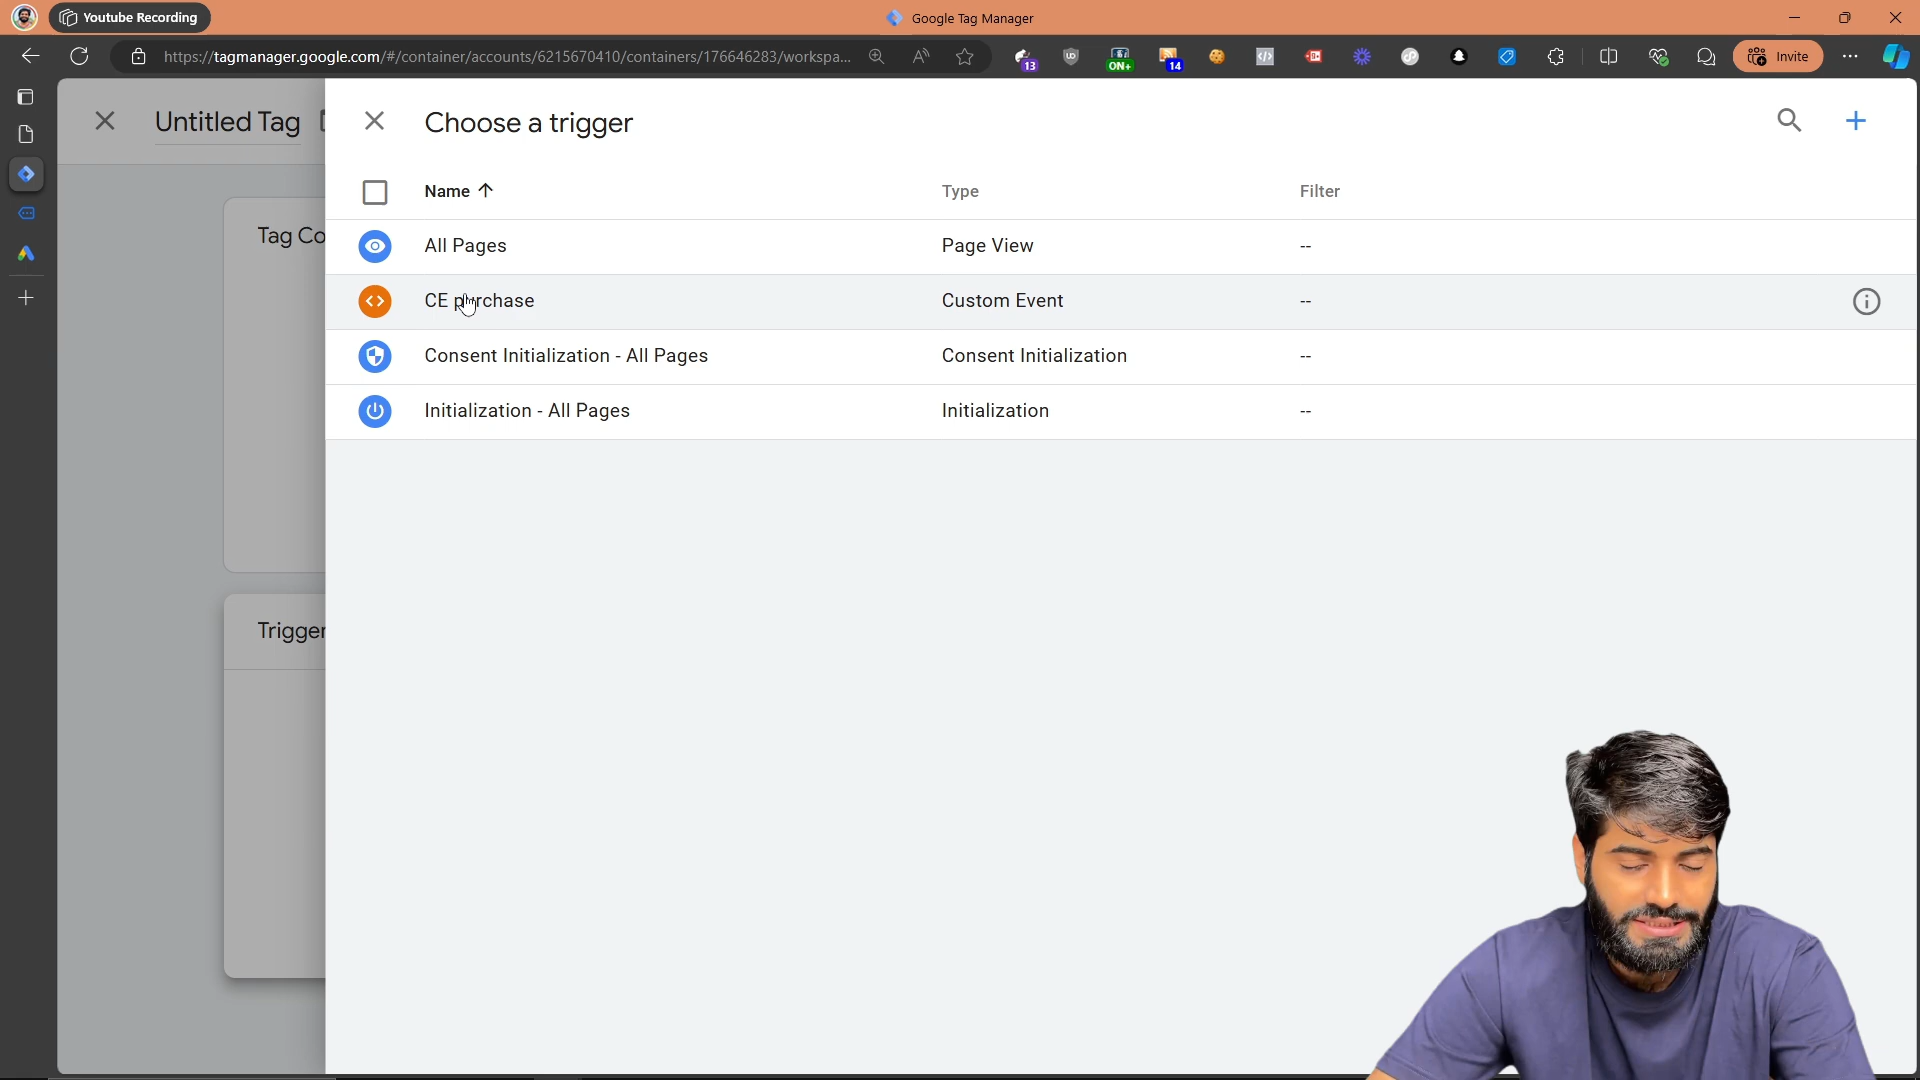 Youtube Recording
Google Tag Manager
https://tagmanager.google.com/#/container/accounts/6215670410/containers/176646283/workspa...
13
UD
ON+
14
Invite
Untitled Tag
Choose a trigger
Name
Type
Filter
Tag Co
All Pages
Page View
--
CE purchase
Custom Event
--
Consent Initialization - All Pages
Consent Initialization
--
Initialization - All Pages
Initialization
--
Trigger